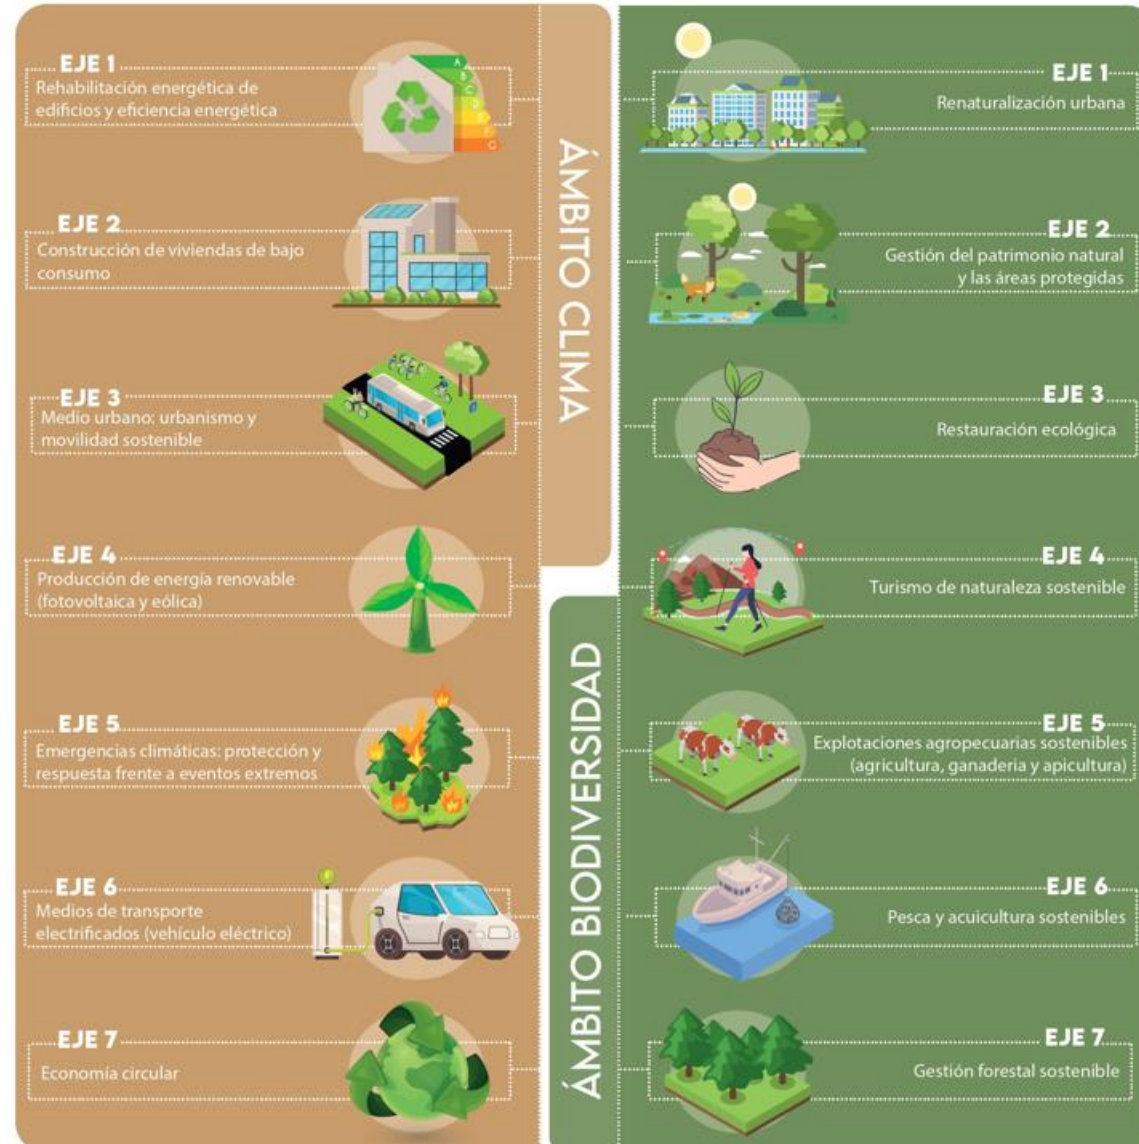 ÁMBITO CLIMA
EJE 1
Rehabilitación energética de
edificios y eficiencia energética
A
B
C
D
E
F
G
EJE 2
Construcción de viviendas de bajo
consumo
EJE 3
Medio urbano: urbanismo y
movilidad sostenible
EJE 4
Producción de energía renovable
(fotovoltaica y eólica)
EJE 5
Emergencias climáticas: protección y
respuesta frente a eventos extremos
EJE 6
Medios de transporte
electrificados (vehículo eléctrico)
EJE 7
Economía circular
ÁMBITO BIODIVERSIDAD
EJE 1
Renaturalización urbana
EJE 2
Gestión del patrimonio natural
y las áreas protegidas
EJE 3
Restauración ecológica
EJE 4
Turismo de naturaleza sostenible
EJE 5
Explotaciones agropecuarias sostenibles
(agricultura, ganaderia y apicultura)
EJE 6
Pesca y acuicultura sostenibles
EJE 7
Gestión forestal sostenible